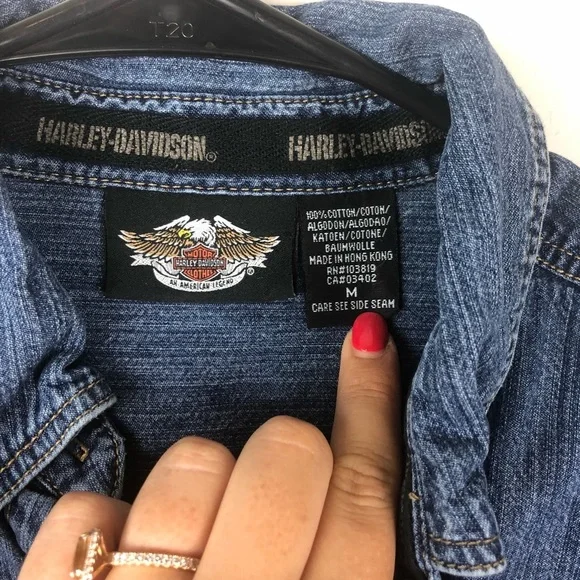 T20
HARLEY-DAVIDSON® HARLEY-DAVIDSON
MOTOR
HARLEY-DAVIDSON
CLOTHES
®
AN AMERICAN LEGEND
100% COTTON/COTON/
ALGODON/ALGODAO/
KATOEN/COTONE/
BAUMWOLLE
MADE IN HONG KONG
RN#103819
CA#03402
M
CARE SEE SIDE SEAM